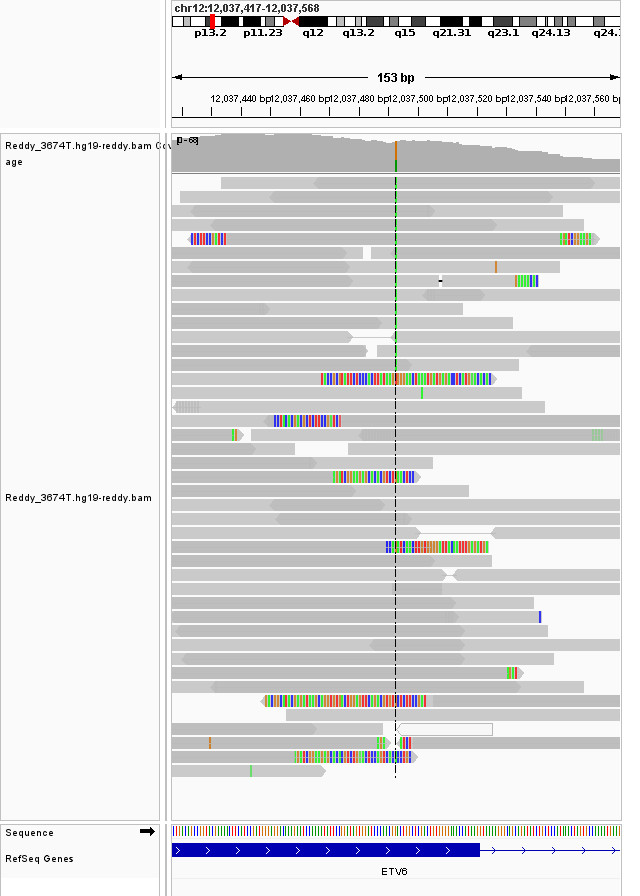 chr12:12,037,417-12,037,568
p13.2 p11.23 q12 q13.2 q15 q21.31 q23.1 q24.13 q24.
153 bp
12,037,440 bp 12,037,460 bp 12,037,480 bp 12,037,500 bp 12,037,520 bp 12,037,540 bp 12,037,560 bp
Reddy_3674T.hg19-reddy.bam Cov
age
Reddy_3674T.hg19-reddy.bam
Sequence
RefSeq Genes
ETV6